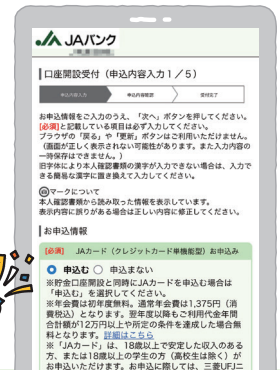 JAバンク
口座開設受付（申込内容入力1／5）
申込内容入力 申込内容確認 受付完了
お申込情報をご入力のうえ、「次へ」ボタンを押してください。
[必須]と記載している項目は必ず入力してください。
ブラウザの「戻る」や「更新」ボタンはご利用いただけません。
（画面が正しく表示されない可能性があります。また入力内容の
一時保存はできません。）
旧字体により本人確認書類の漢字が入力できない場合は、入力で
きる簡易な漢字に置き換えて入力してください。
マークについて
本人確認書類から読み取った情報を表示しています。
表示内容に誤りがある場合は正しい内容に修正してください。
お申込情報
[必須] JAカード（クレジットカード単機能型）お申込み
申込む 申込まない
※貯金口座開設と同時にJAカードを申込む場合は
「申込む」を選択してください。
※年会費は初年度無料。通常年会費は1,375円（消
費税込）となります。翌年度以降もご利用代金年間
合計額が12万円以上や所定の条件を達成した場合無
料となります。詳細はこちら
※「JAカード」は、18歳以上で安定した収入のある
方、または18歳以上の学生の方（高校生は除く）が
お申込いただけます。お申込に際しては、三菱UFJニ